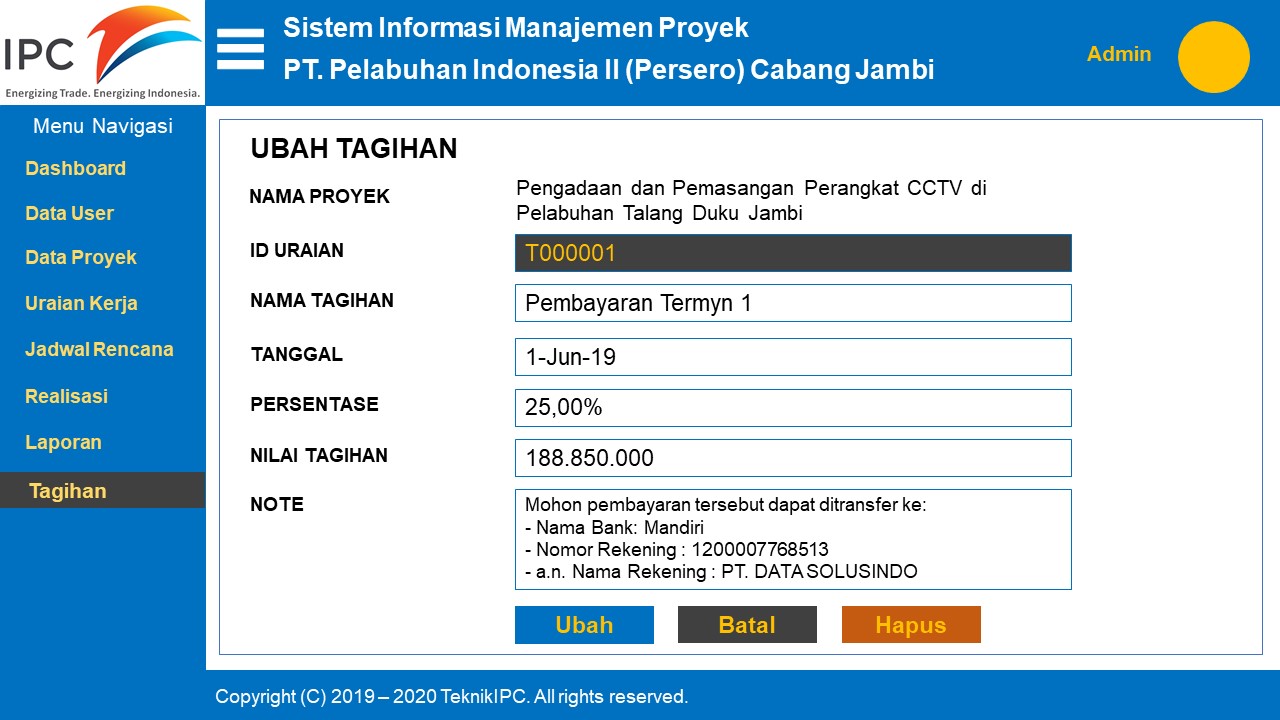 IPC
Energizing Trade. Energizing Indonesia.
Sistem Informasi Manajemen Proyek
PT. Pelabuhan Indonesia II (Persero) Cabang Jambi
Admin
Menu Navigasi
Dashboard
Data User
Data Proyek
Uraian Kerja
Jadwal Rencana
Realisasi
Laporan
Tagihan
UBAH TAGIHAN
NAMA PROYEK
Pengadaan dan Pemasangan Perangkat CCTV di
Pelabuhan Talang Duku Jambi
ID URAIAN
T000001
NAMA TAGIHAN
Pembayaran Termyn 1
TANGGAL
1-Jun-19
PERSENTASE
25,00%
NILAI TAGIHAN
188.850.000
NOTE
Mohon pembayaran tersebut dapat ditransfer ke:
- Nama Bank: Mandiri
- Nomor Rekening : 1200007768513
- a.n. Nama Rekening : PT. DATA SOLUSINDO
Ubah
Batal
Hapus
Copyright (C) 2019 – 2020 TeknikIPC. All rights reserved.